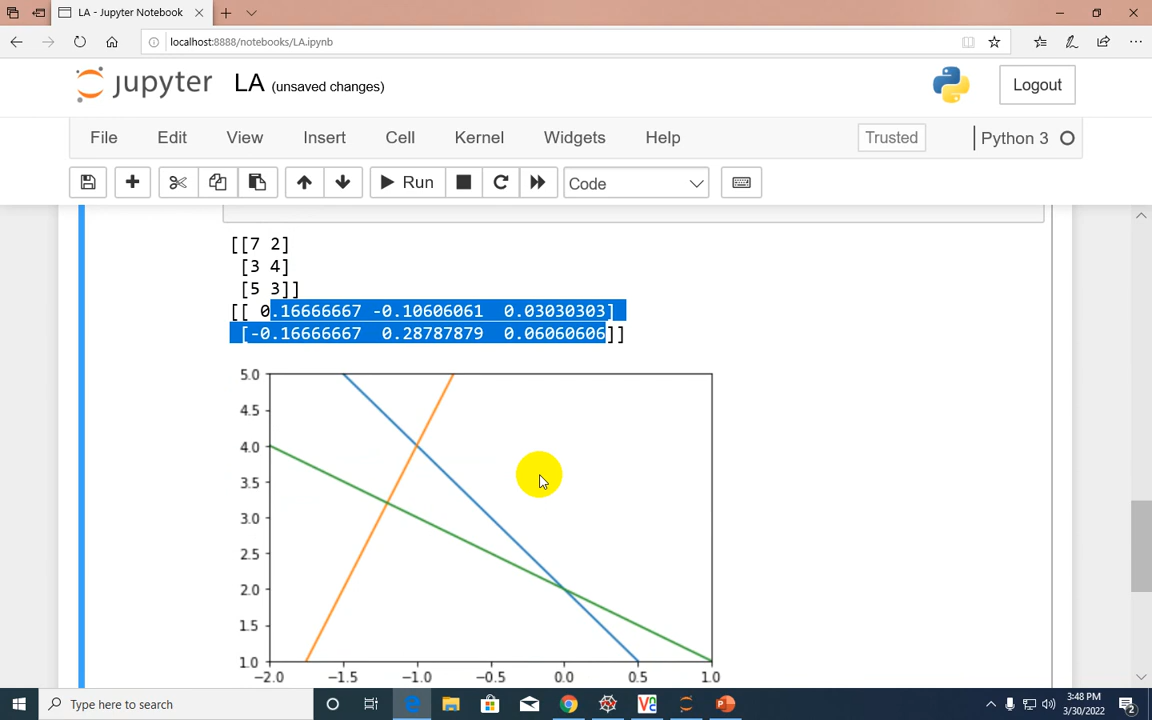 LA - Jupyter Notebook
localhost:8888/notebooks/LA.ipynb
jupyter LA (unsaved changes)
Logout
File Edit View Insert Cell Kernel Widgets Help
Trusted Python 3
Run Code
[[7 2]
[3 4]
[5 3]]
[[ 0.16666667 -0.10606061 0.03030303]
[-0.16666667 0.28787879 0.06060606]]
5.0
4.5
4.0
3.5
3.0
2.5
2.0
1.5
1.0
−2.0 −1.5 −1.0 −0.5 0.0 0.5 1.0
Type here to search
3:48 PM
3/30/2022
2